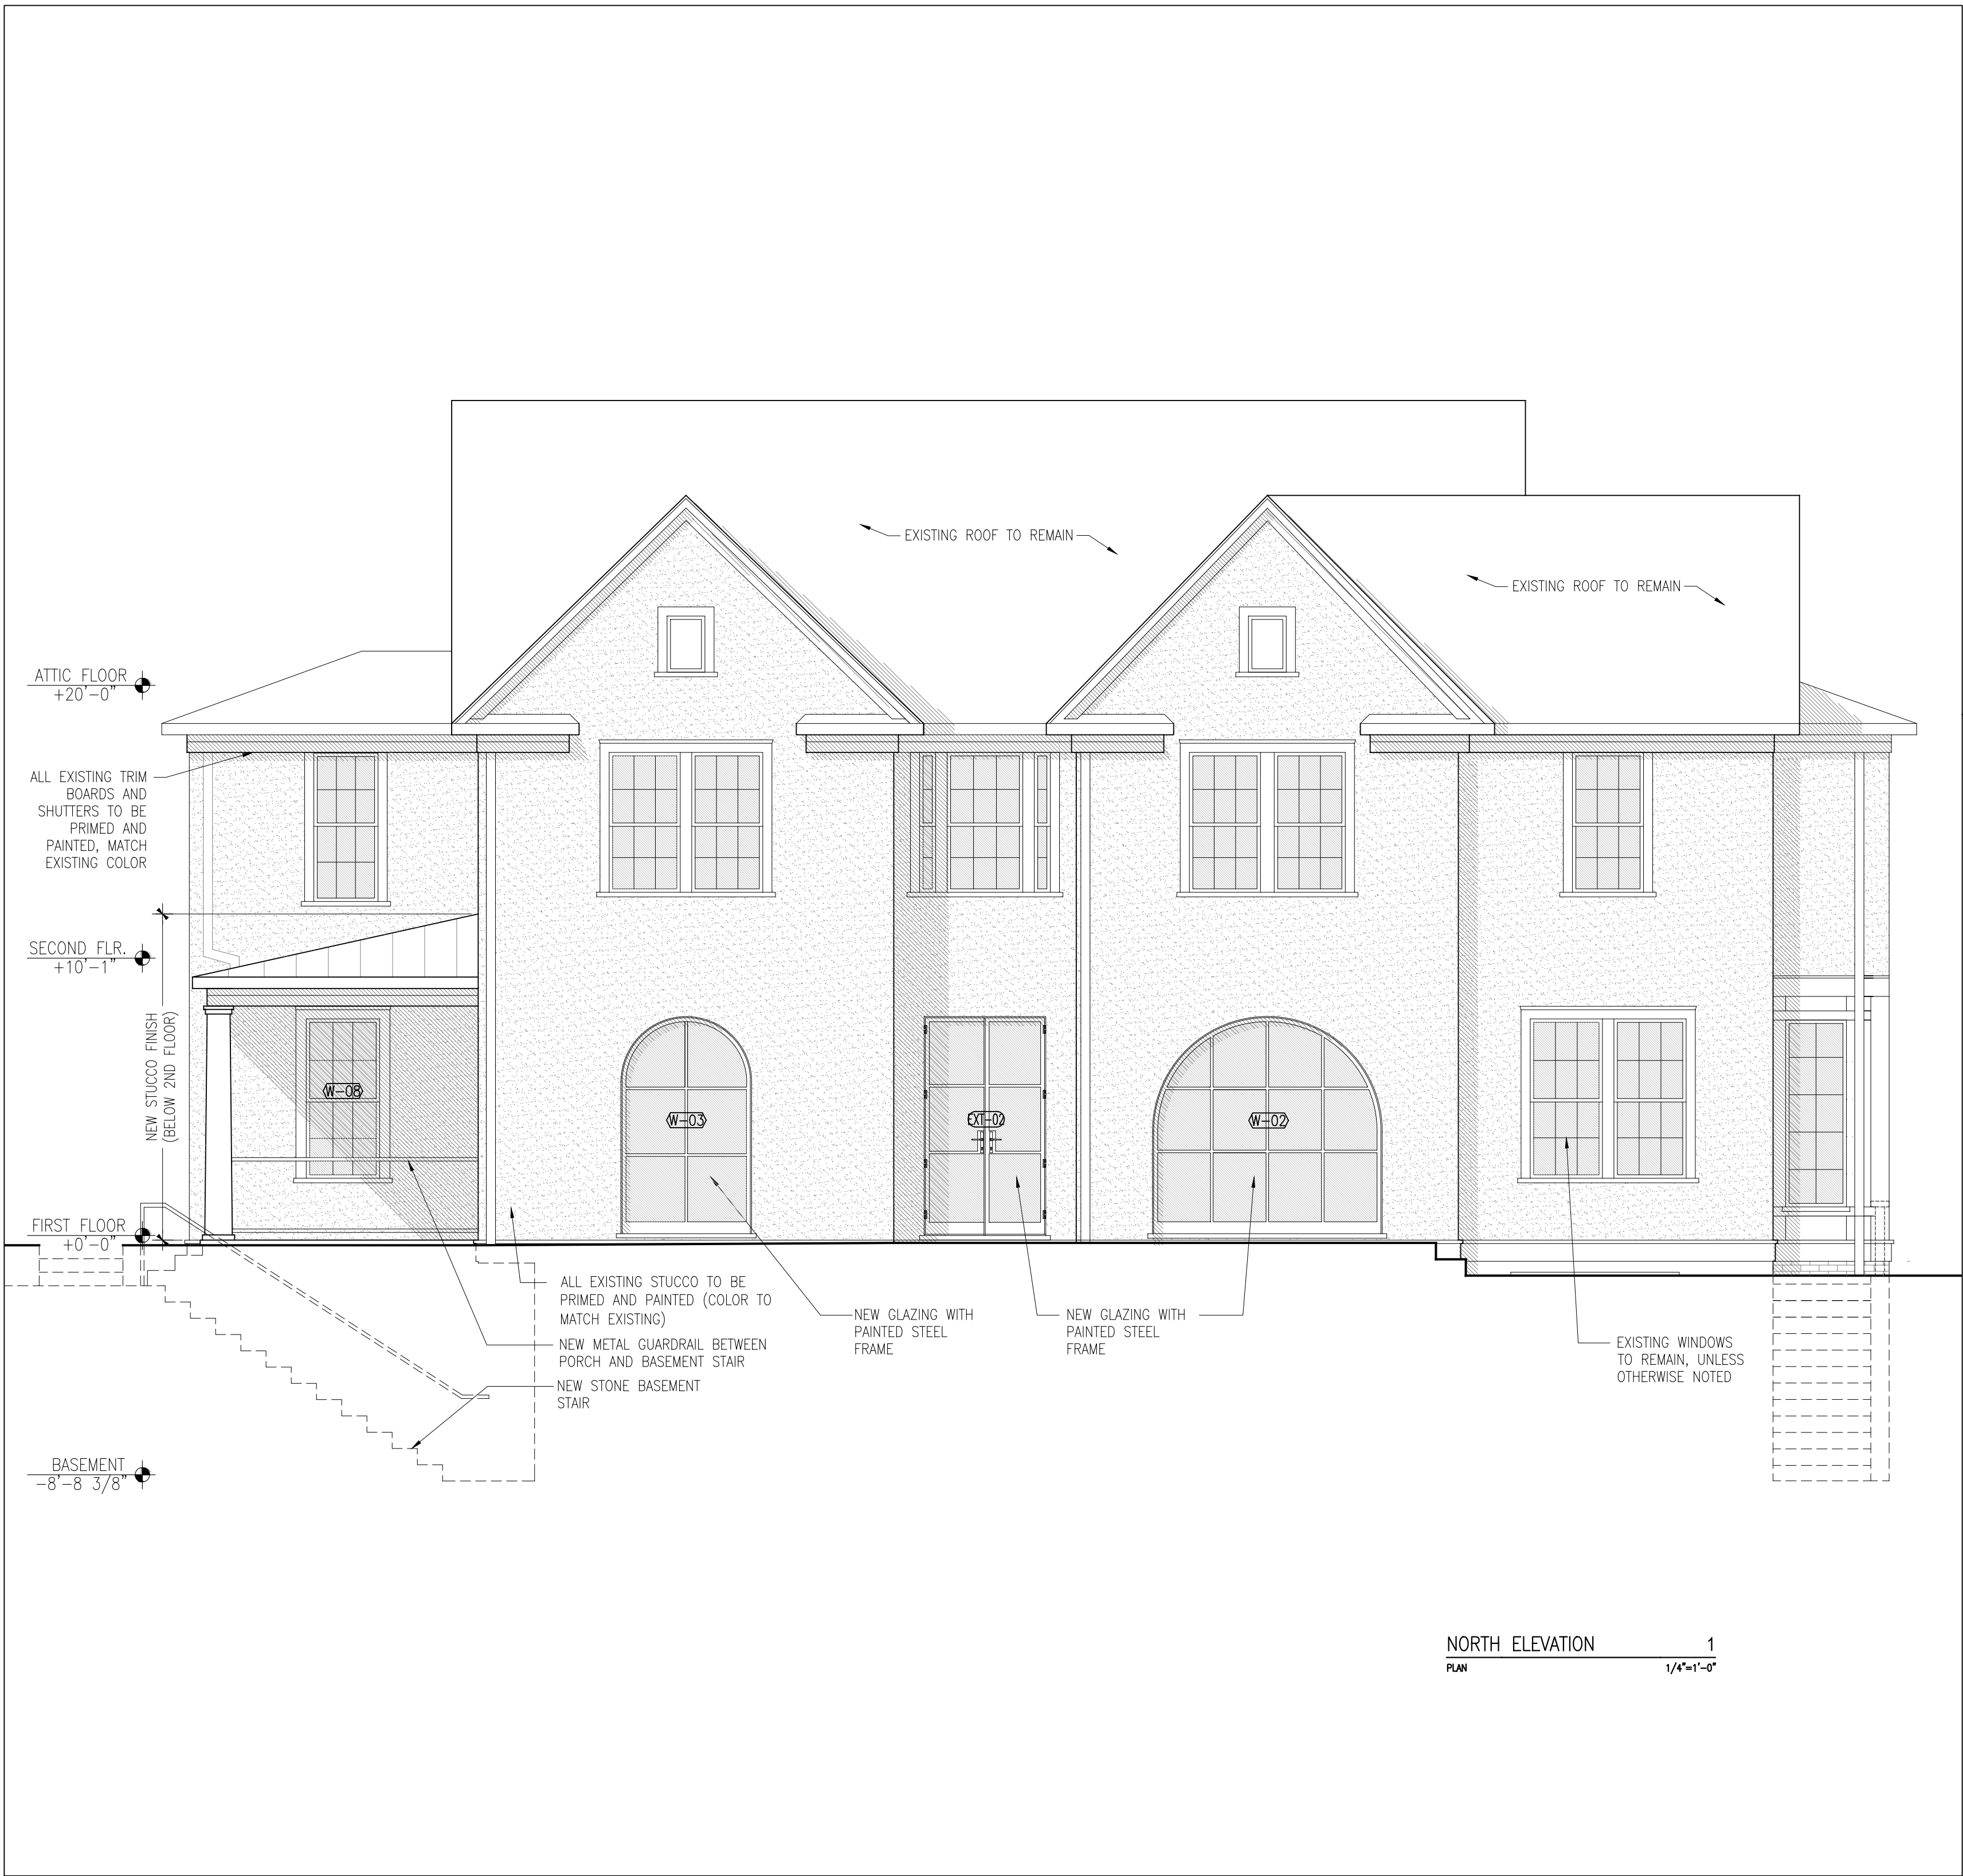 EXISTING ROOF TO REMAIN
EXISTING ROOF TO REMAIN
ATTIC FLOOR
+20'-0"
ALL EXISTING TRIM
BOARDS AND
SHUTTERS TO BE
PRIMED AND
PAINTED, MATCH
EXISTING COLOR
SECOND FLR.
+10'-1"
NEW STUCCO FINISH
(BELOW 2ND FLOOR)
W-08
W-03
EXT-02
W-02
FIRST FLOOR
+0'-0"
ALL EXISTING STUCCO TO BE
PRIMED AND PAINTED (COLOR TO
MATCH EXISTING)
NEW METAL GUARDRAIL BETWEEN
PORCH AND BASEMENT STAIR
NEW STONE BASEMENT
STAIR
NEW GLAZING WITH
PAINTED STEEL
FRAME
NEW GLAZING WITH
PAINTED STEEL
FRAME
EXISTING WINDOWS
TO REMAIN, UNLESS
OTHERWISE NOTED
BASEMENT
-8'-8 3/8"
NORTH ELEVATION 1
PLAN 1/4"=1'-0"